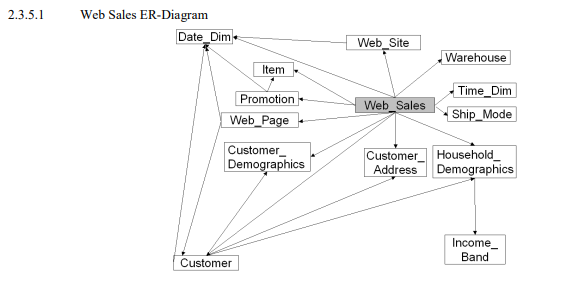 2.3.5.1 Web Sales ER-Diagram
Date_Dim
Web_Site
Warehouse
Item
Time_Dim
Promotion
Web_Sales
Ship_Mode
Web_Page
Customer_
Demographics
Customer_
Address
Household_
Demographics
Income_
Band
Customer